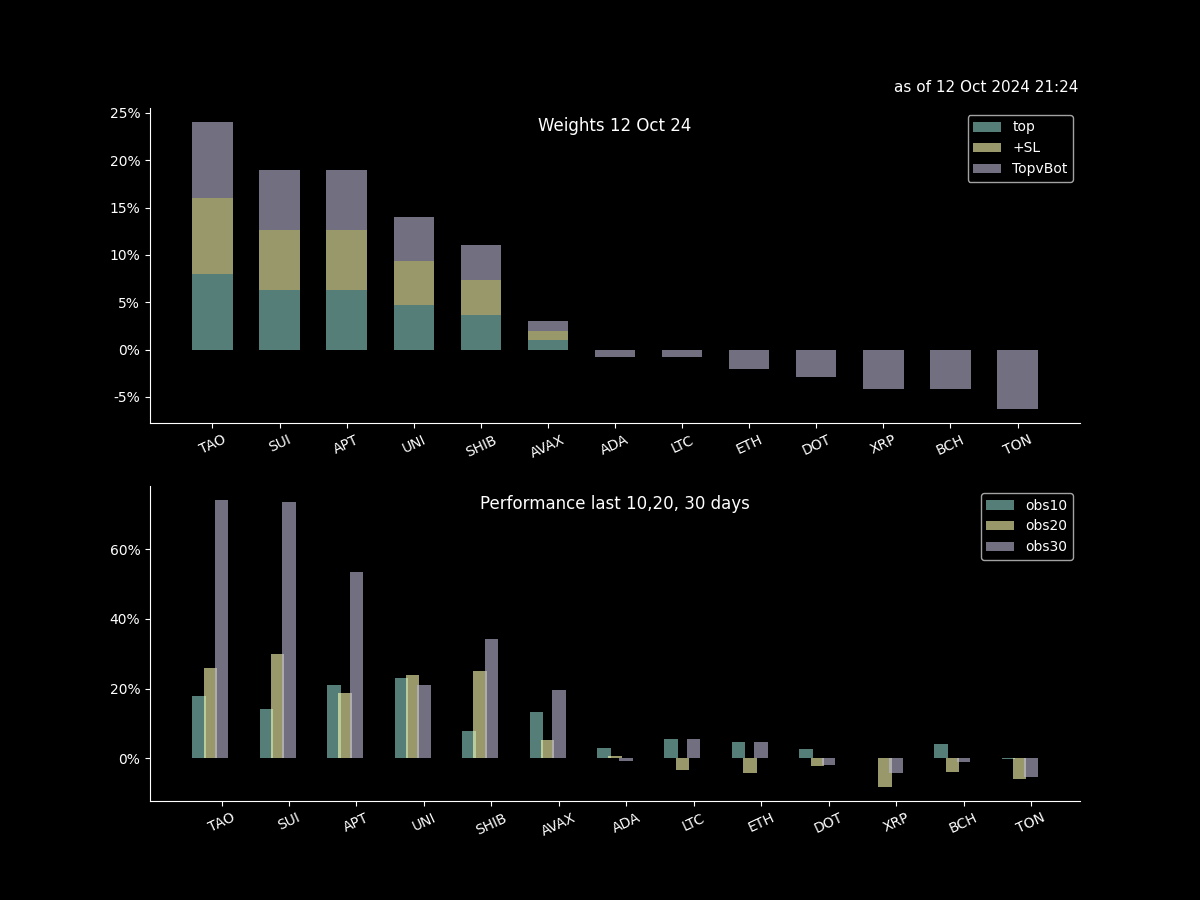 as of 12 Oct 2024 21:24
Weights 12 Oct 24
top
+SL
TopvBot
25%
20%
15%
10%
5%
0%
-5%
TAO SUI APT UNI SHIB AVAX ADA LTC ETH DOT XRP BCH TON
Performance last 10,20, 30 days
obs10
obs20
obs30
60%
40%
20%
0%
TAO SUI APT UNI SHIB AVAX ADA LTC ETH DOT XRP BCH TON